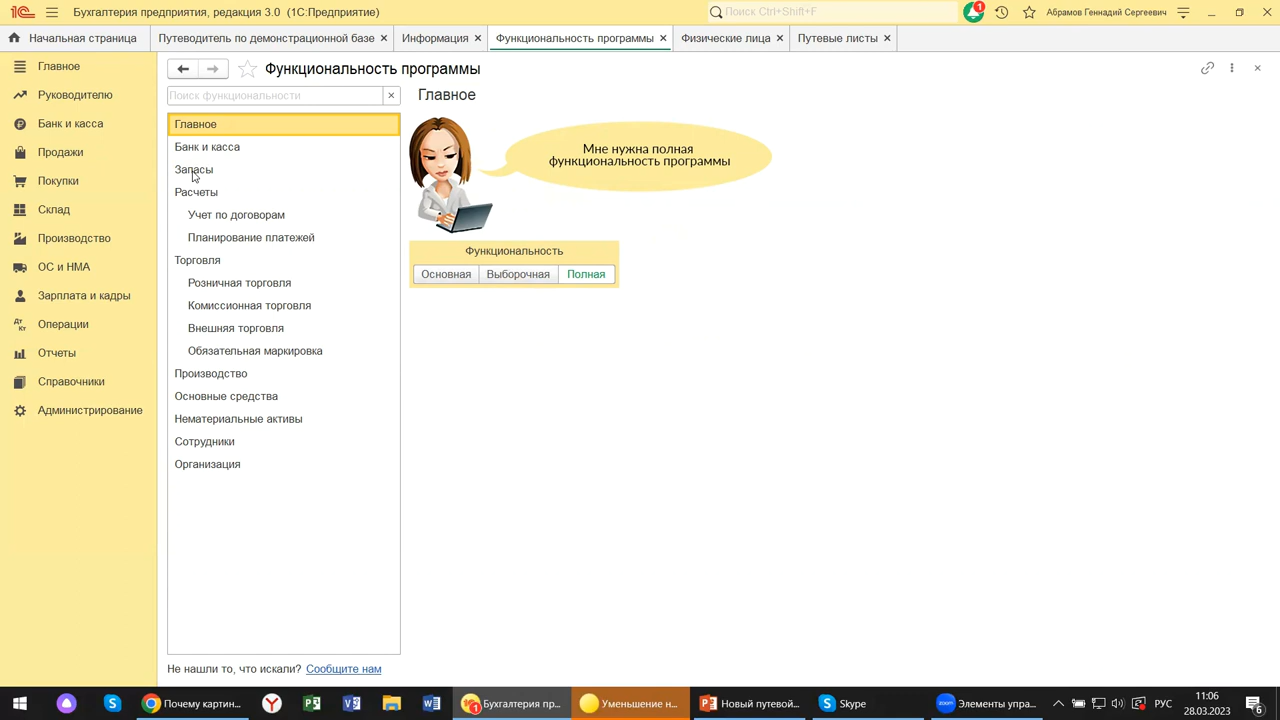 Бухгалтерия предприятия, редакция 3.0 (1С:Предприятие)
Поиск Ctrl+Shift+F
1
Абрамов Геннадий Сергеевич
Начальная страница
Путеводитель по демонстрационной базе
Информация
Функциональность программы
Физические лица
Путевые листы
Главное
Руководителю
Банк и касса
Продажи
Покупки
Склад
Производство
ОС и НМА
Зарплата и кадры
Дт
Кт
Операции
Отчеты
Справочники
Администрирование
Функциональность программы
Поиск функциональности
Главное
Банк и касса
Запасы
Расчеты
Учет по договорам
Планирование платежей
Торговля
Розничная торговля
Комиссионная торговля
Внешняя торговля
Обязательная маркировка
Производство
Основные средства
Нематериальные активы
Сотрудники
Организация
Не нашли то, что искали? Сообщите нам
Главное
Мне нужна полная
функциональность программы
Функциональность
Основная
Выборочная
Полная
Почему картин...
Бухгалтерия пр...
Уменьшение н...
Новый путевой...
Skype
Элементы упра...
РУС
11:06
28.03.2023
6